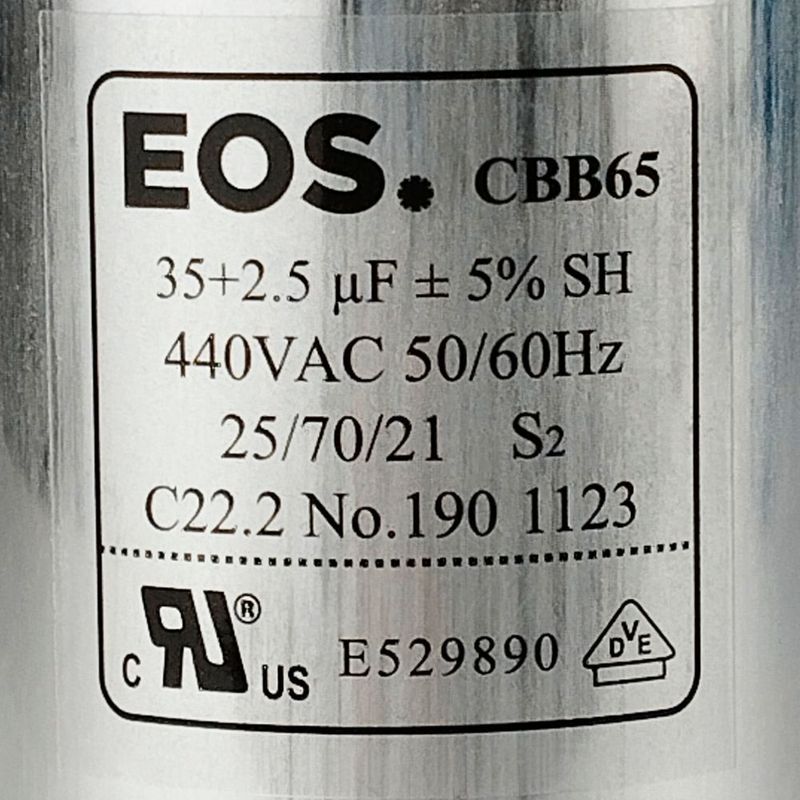 EOS. CBB65
35+2.5 µF ± 5% SH
440VAC 50/60Hz
25/70/21 S2
C22.2 No.190 1123
C RU® US E529890 DVE